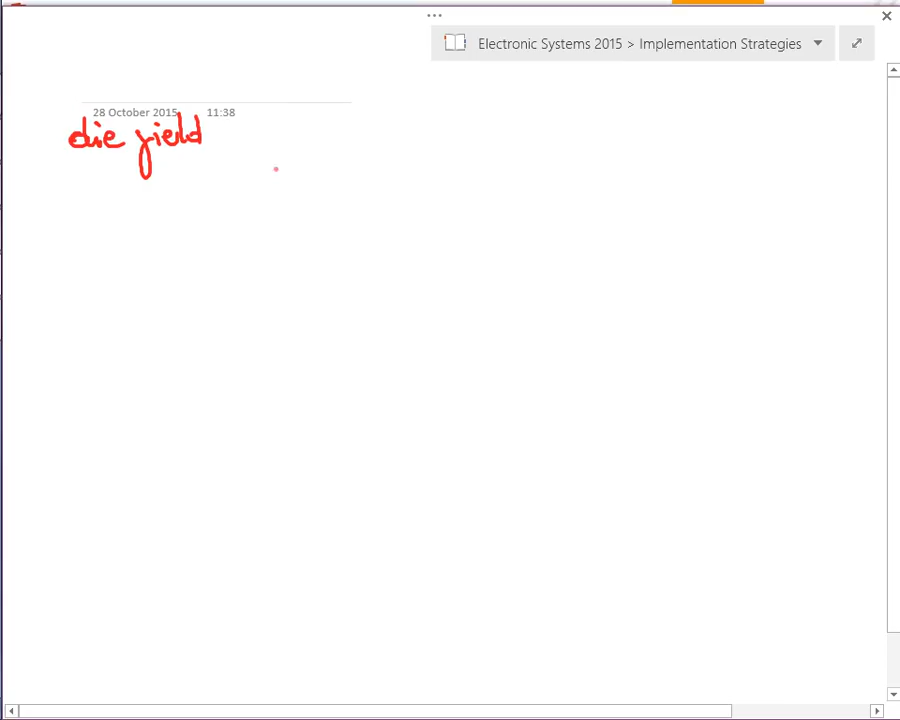 Electronic Systems 2015 > Implementation Strategies
28 October 2015 11:38
die yield